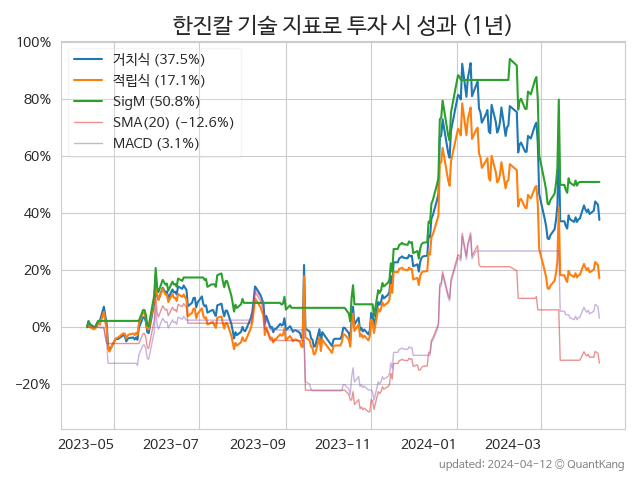 한진칼 기술 지표로 투자 시 성과 (1년)
100%
80%
60%
40%
20%
0%
−20%
거치식 (37.5%)
적립식 (17.1%)
SigM (50.8%)
SMA(20) (−12.6%)
MACD (3.1%)
2023-05 2023-07 2023-09 2023-11 2024-01 2024-03
updated: 2024-04-12 ⓒ QuantKang